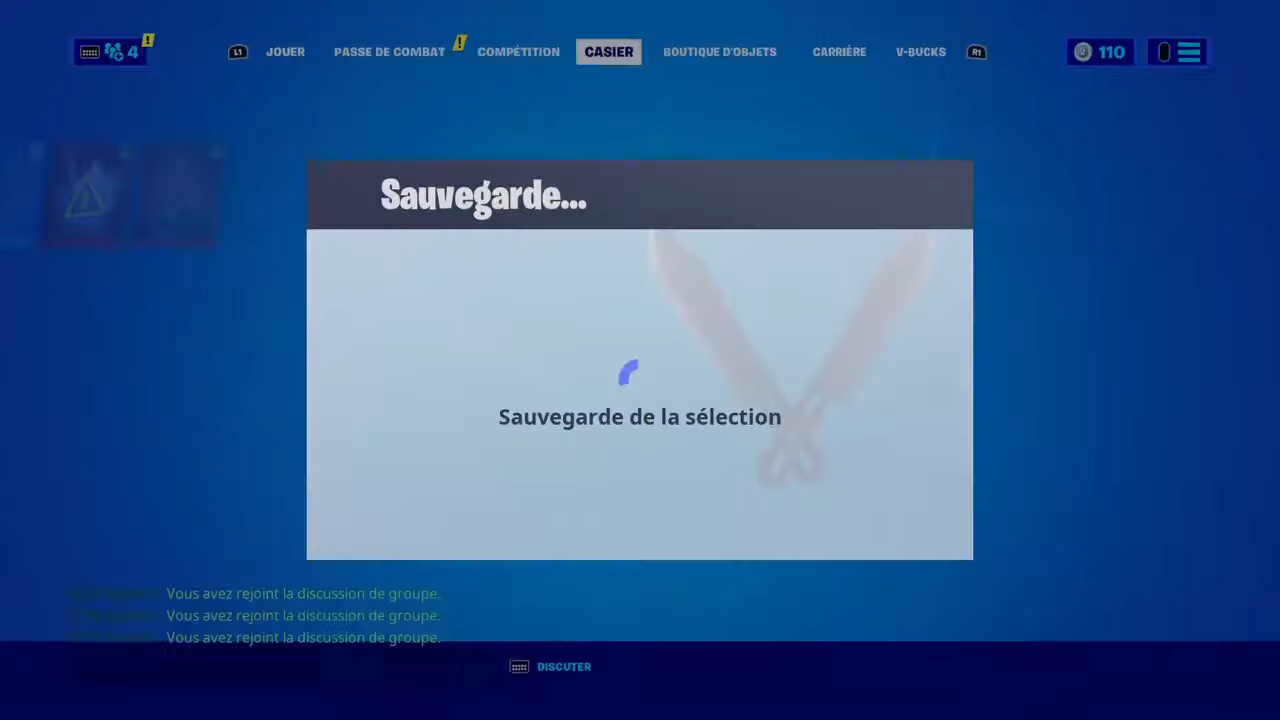 4
L1
JOUER
PASSE DE COMBAT
COMPÉTITION
CASIER
BOUTIQUE D'OBJETS
CARRIÈRE
V-BUCKS
R1
110
Sauvegarde...
Sauvegarde de la sélection
Vous avez rejoint la discussion de groupe.
Vous avez rejoint la discussion de groupe.
Vous avez rejoint la discussion de groupe.
DISCUTER